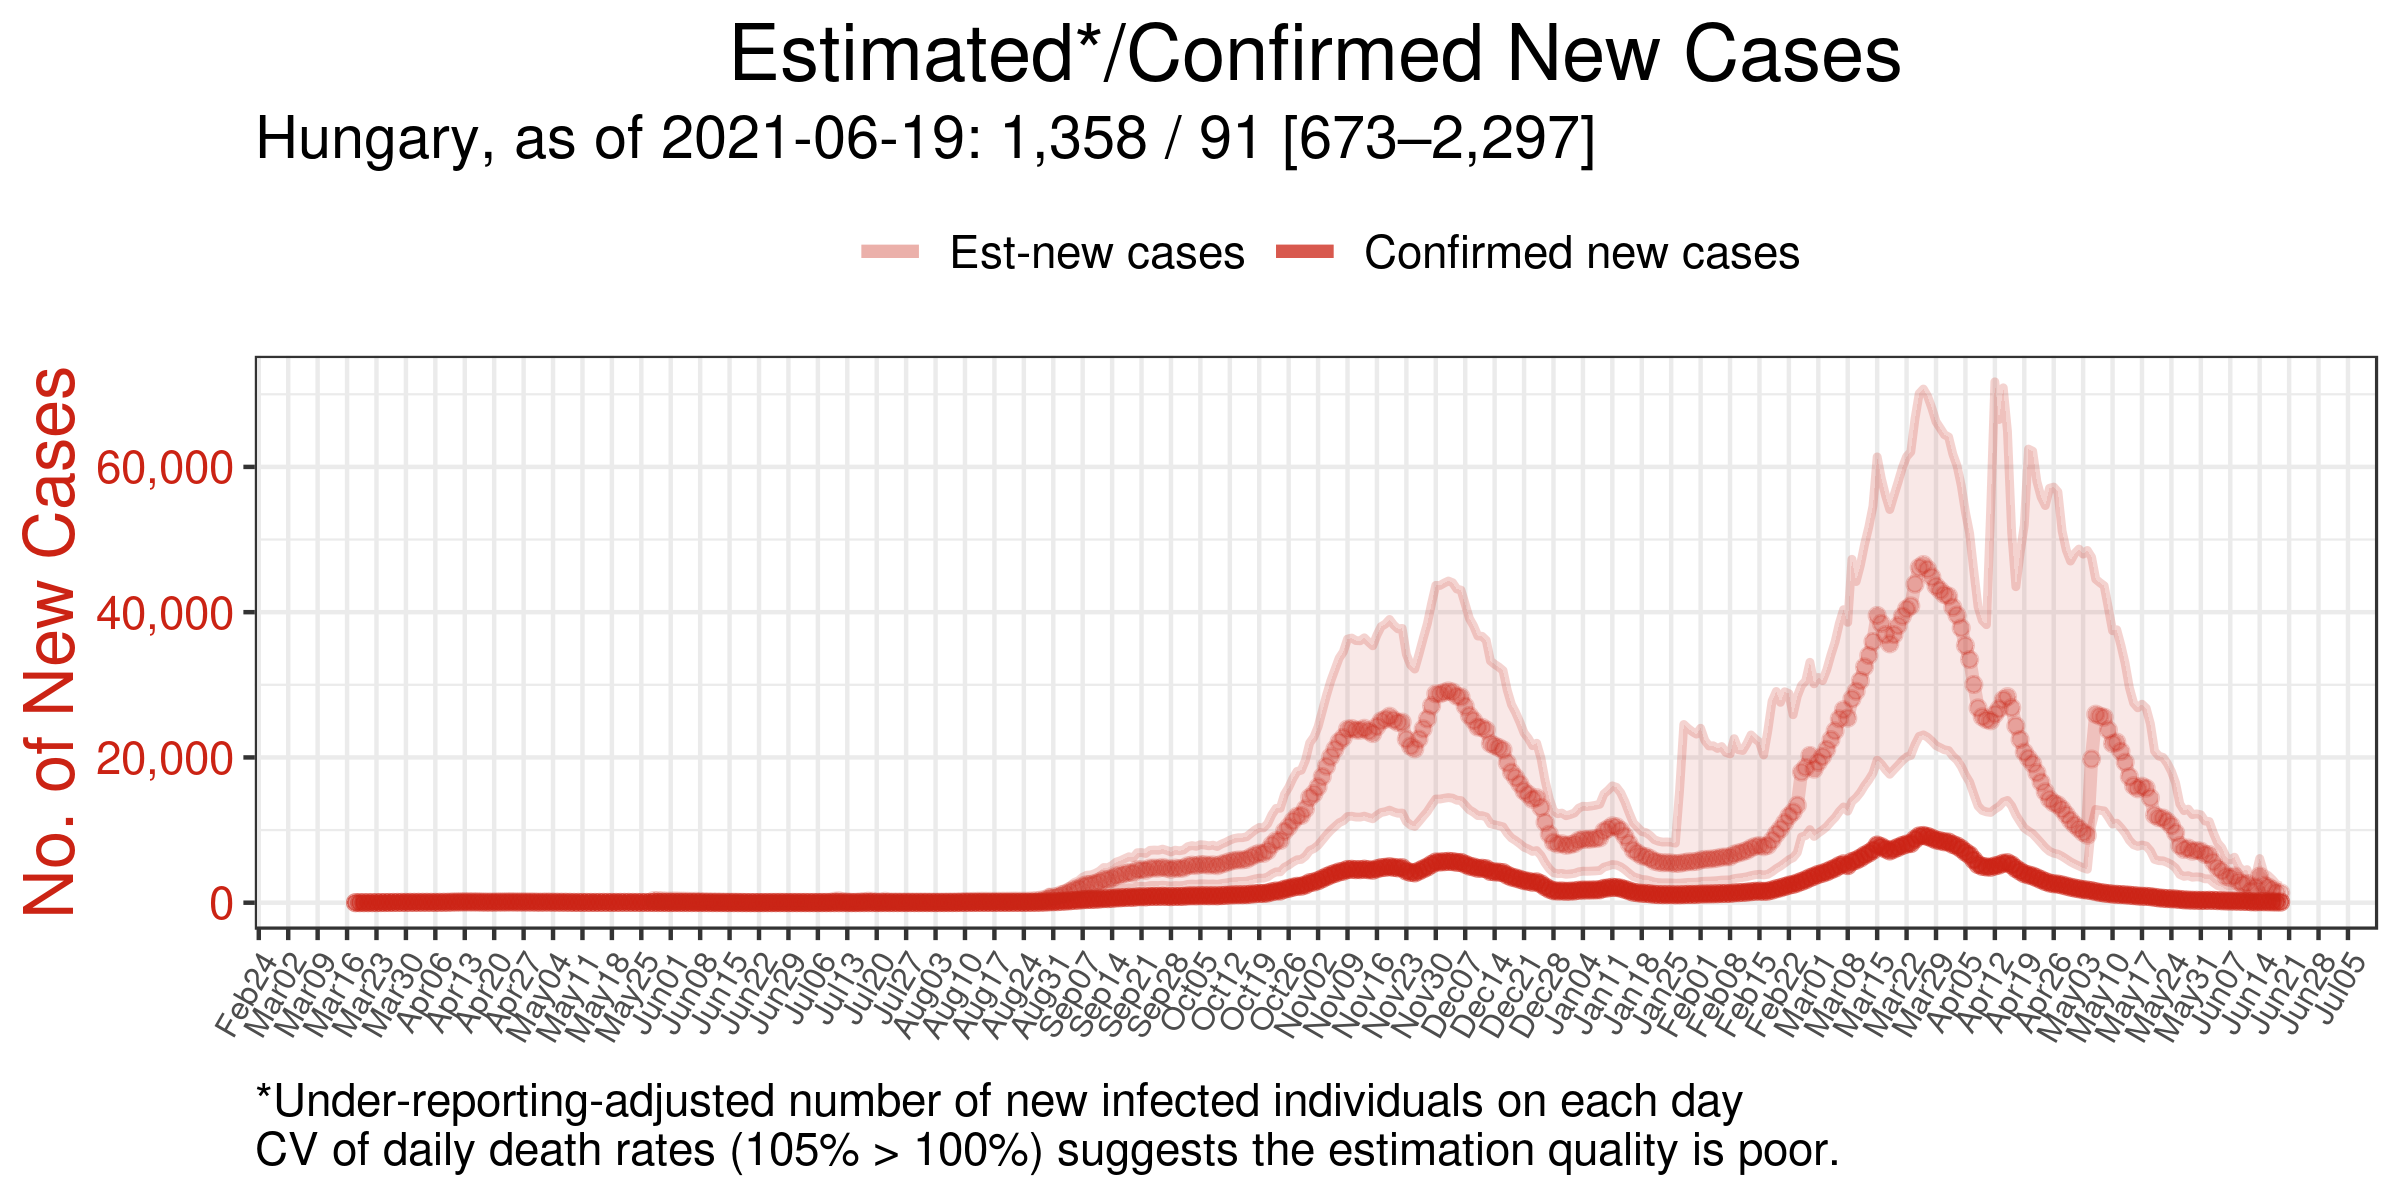 Estimated*/Confirmed New Cases
Hungary, as of 2021-06-19: 1,358 / 91 [673–2,297]
Est-new cases Confirmed new cases
No. of New Cases
60,000
40,000
20,000
0
Feb24 Mar02 Mar09 Mar16 Mar23 Mar30 Apr06 Apr13 Apr20 Apr27 May04 May11 May18 May25 Jun01 Jun08 Jun15 Jun22 Jun29 Jul06 Jul13 Jul20 Jul27 Aug03 Aug10 Aug17 Aug24 Aug31 Sep07 Sep14 Sep21 Sep28 Oct05 Oct12 Oct19 Oct26 Nov02 Nov09 Nov16 Nov23 Nov30 Dec07 Dec14 Dec21 Dec28 Jan04 Jan11 Jan18 Jan25 Feb01 Feb08 Feb15 Feb22 Mar01 Mar08 Mar15 Mar22 Mar29 Apr05 Apr12 Apr19 Apr26 May03 May10 May17 May24 May31 Jun07 Jun14 Jun21 Jun28 Jul05
*Under-reporting-adjusted number of new infected individuals on each day
CV of daily death rates (105% > 100%) suggests the estimation quality is poor.